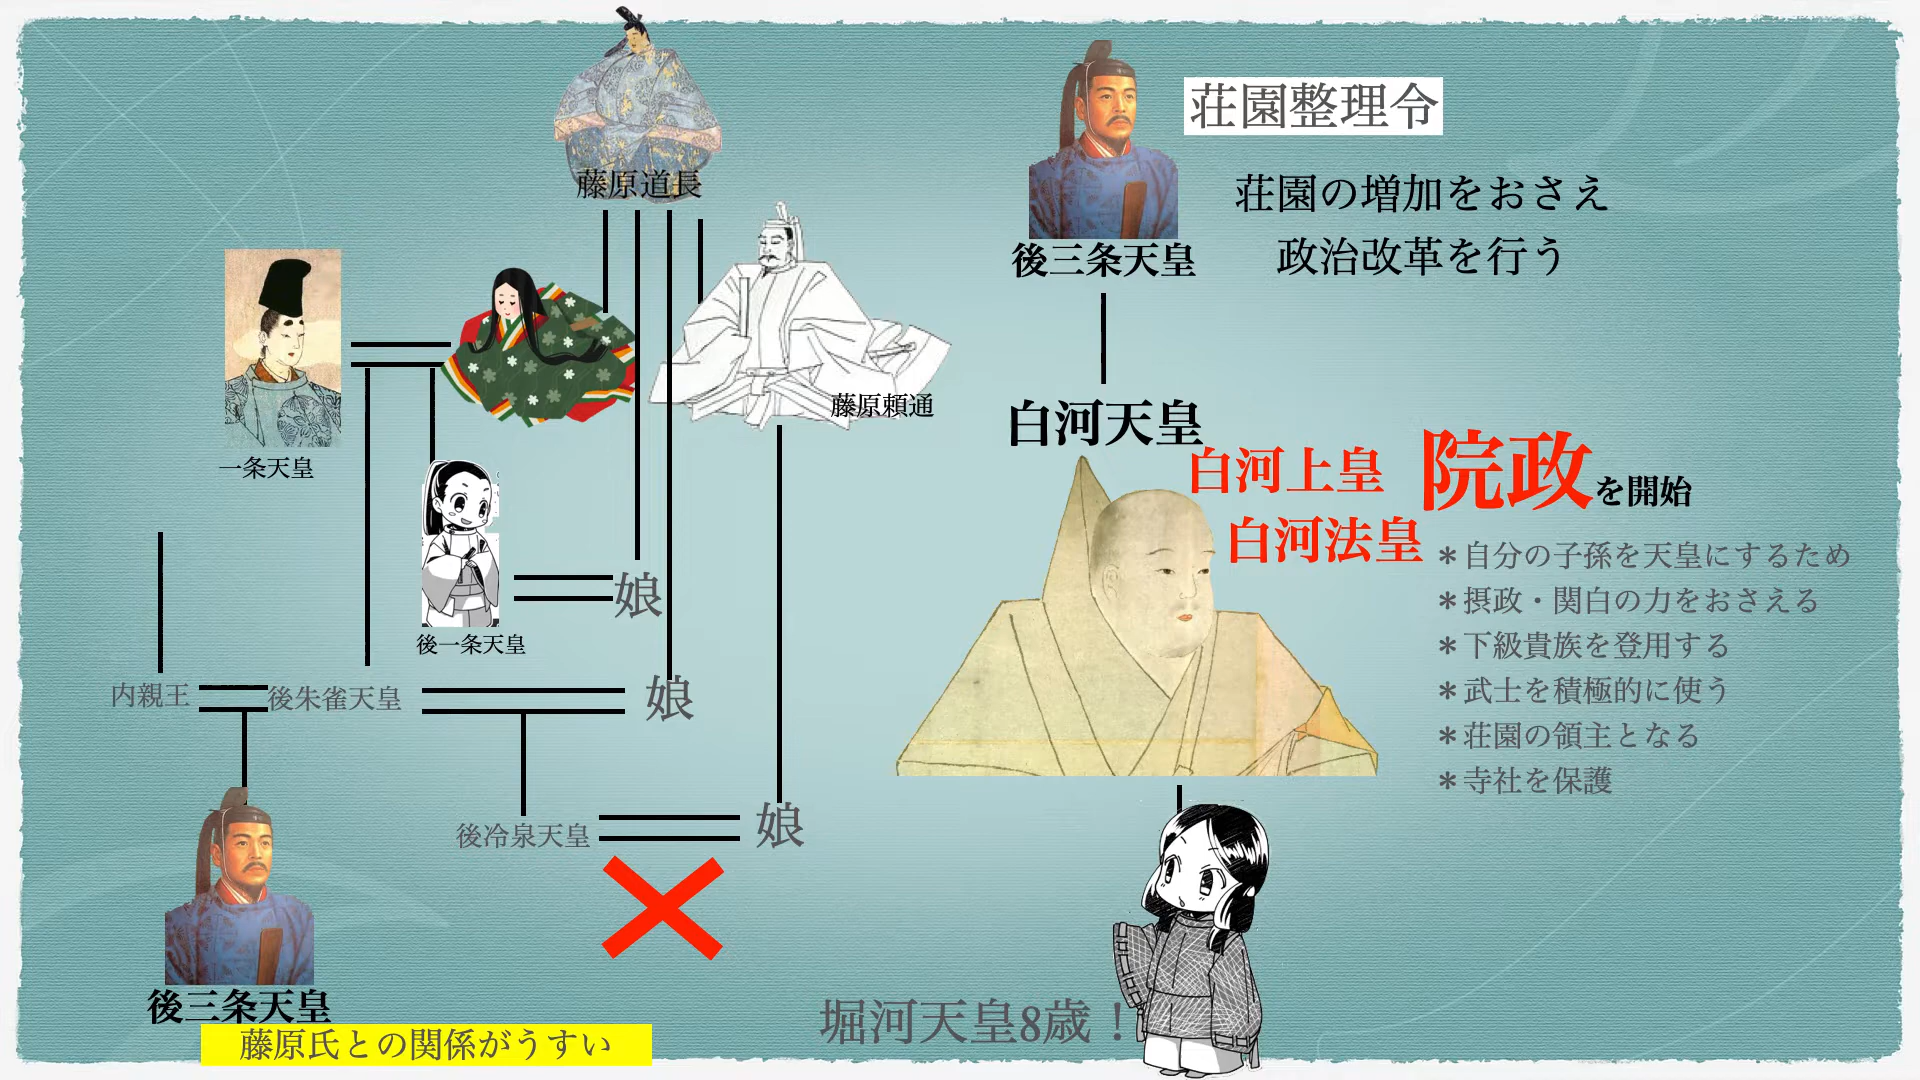 藤原道長
藤原頼通
一条天皇
後一条天皇
娘
内親王
後朱雀天皇
娘
後冷泉天皇
娘
後三条天皇
藤原氏との関係がうすい
荘園整理令
荘園の増加をおさえ
政治改革を行う
後三条天皇
白河天皇
白河上皇
白河法皇
院政を開始
＊自分の子孫を天皇にするため
＊摂政・関白の力をおさえる
＊下級貴族を登用する
＊武士を積極的に使う
＊荘園の領主となる
＊寺社を保護
堀河天皇8歳！